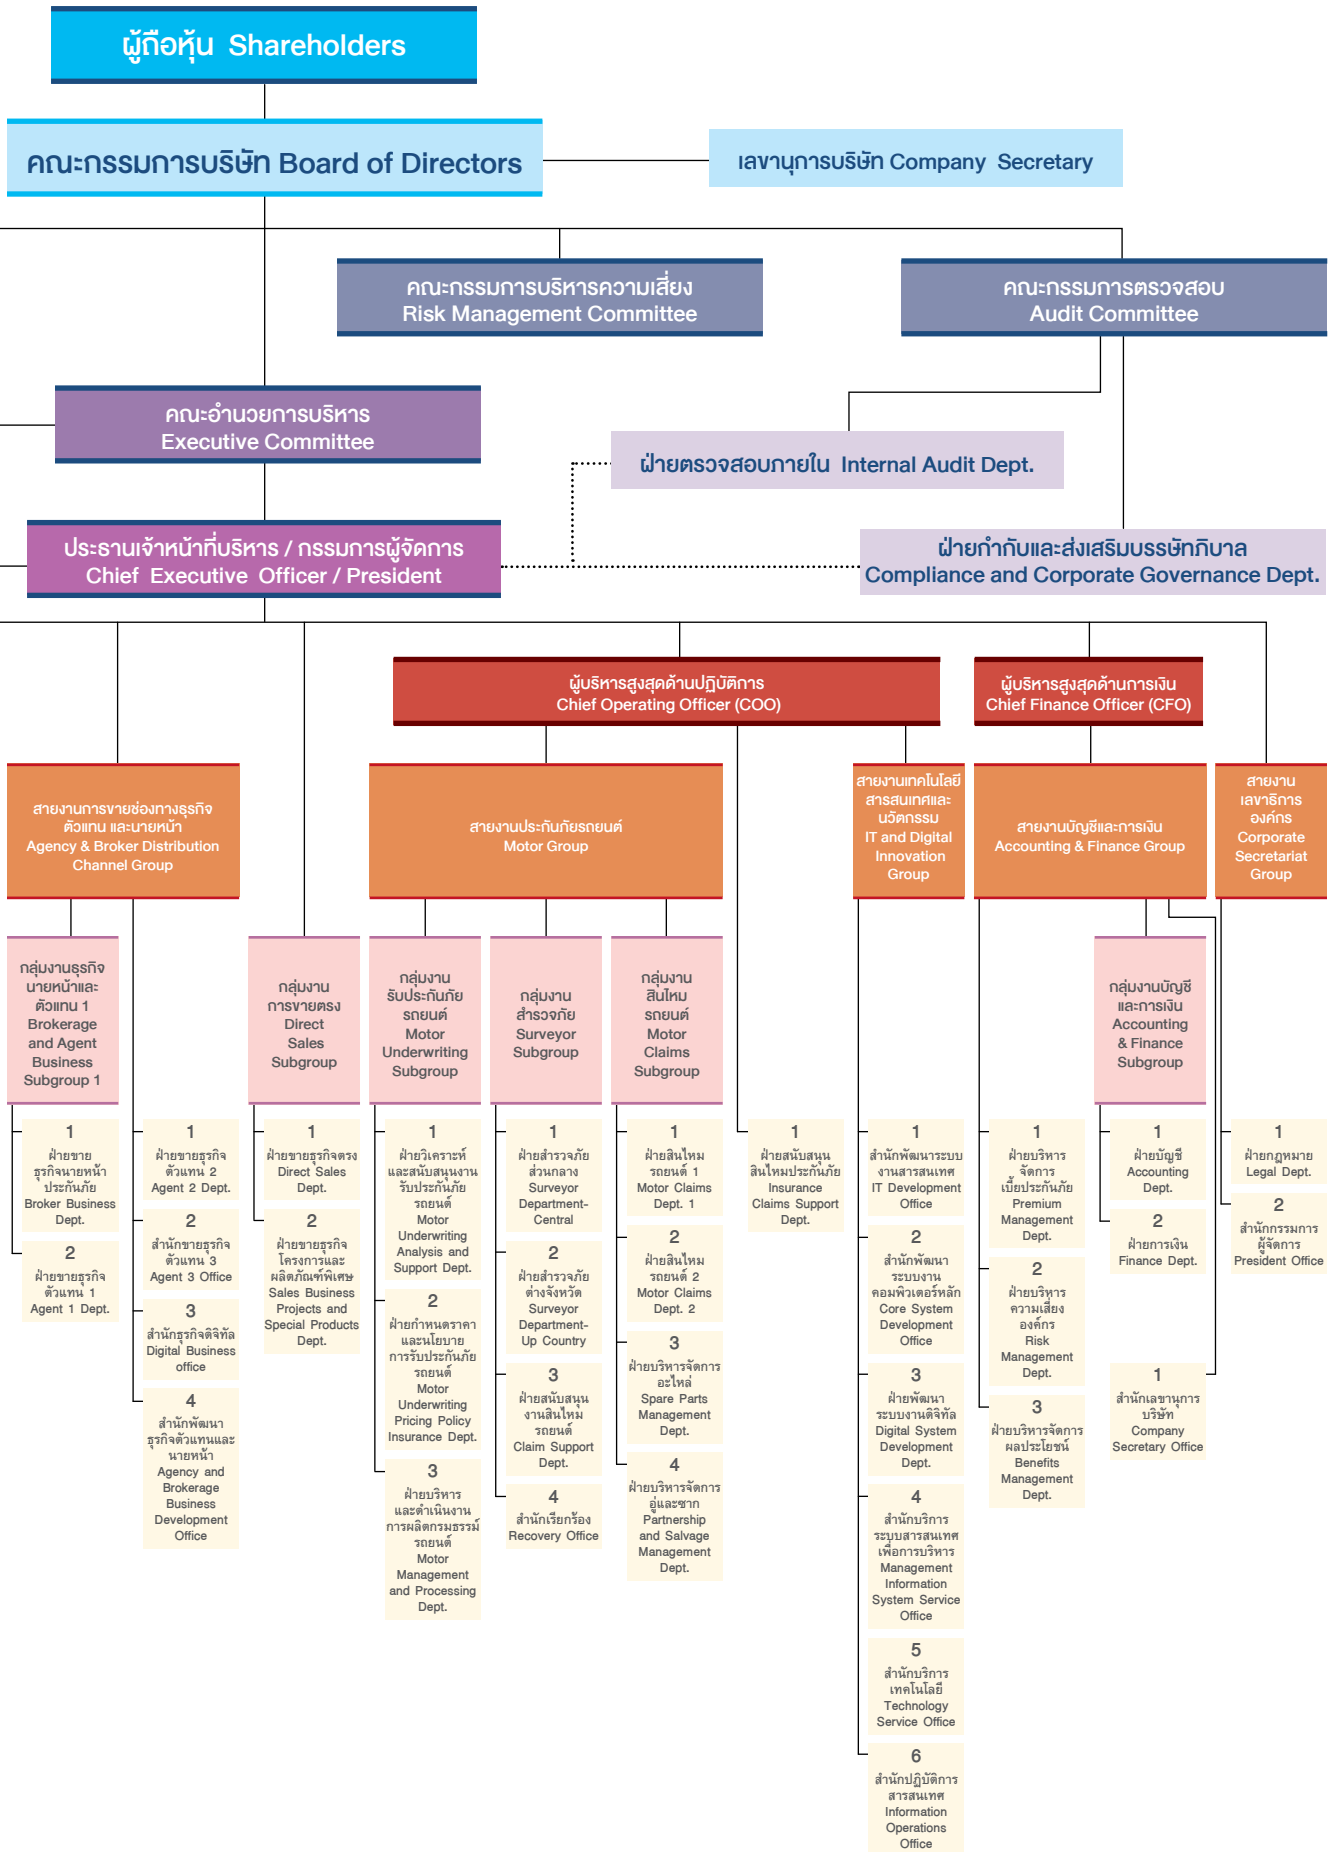 ผู้ถือหุ้น Shareholders
คณะกรรมการบริษัท Board of Directors
เลขานุการบริษัท Company Secretary
คณะกรรมการบริหารความเสี่ยง
Risk Management Committee
คณะกรรมการตรวจสอบ
Audit Committee
คณะอำนวยการบริหาร
Executive Committee
ฝ่ายตรวจสอบภายใน Internal Audit Dept.
ประธานเจ้าหน้าที่บริหาร / กรรมการผู้จัดการ
Chief Executive Officer / President
ฝ่ายกำกับและส่งเสริมบรรษัทภิบาล
Compliance and Corporate Governance Dept.
ผู้บริหารสูงสุดด้านปฏิบัติการ
Chief Operating Officer (COO)
ผู้บริหารสูงสุดด้านการเงิน
Chief Finance Officer (CFO)
สายงานการขายช่องทางธุรกิจ
ตัวแทน และนายหน้า
Agency & Broker Distribution
Channel Group
สายงานประกันภัยรถยนต์
Motor Group
สายงานเทคโนโลยี
สารสนเทศและ
นวัตกรรม
IT and Digital
Innovation
Group
สายงานบัญชีและการเงิน
Accounting & Finance Group
สายงาน
เลขาธิการ
องค์กร
Corporate
Secretariat
Group
กลุ่มงานธุรกิจ
นายหน้าและ
ตัวแทน 1
Brokerage
and Agent
Business
Subgroup 1
กลุ่มงาน
การขายตรง
Direct
Sales
Subgroup
กลุ่มงาน
รับประกันภัย
รถยนต์
Motor
Underwriting
Subgroup
กลุ่มงาน
สำรวจภัย
Surveyor
Subgroup
กลุ่มงาน
สินไหม
รถยนต์
Motor
Claims
Subgroup
กลุ่มงานบัญชี
และการเงิน
Accounting
& Finance
Subgroup
1
ฝ่ายขาย
ธุรกิจนายหน้า
ประกันภัย
Broker Business
Dept.
2
ฝ่ายขายธุรกิจ
ตัวแทน 1
Agent 1 Dept.
1
ฝ่ายขายธุรกิจ
ตัวแทน 2
Agent 2 Dept.
2
สำนักขายธุรกิจ
ตัวแทน 3
Agent 3 Office
3
สำนักธุรกิจดิจิทัล
Digital Business
office
4
สำนักพัฒนา
ธุรกิจตัวแทนและ
นายหน้า
Agency and
Brokerage
Business
Development
Office
1
ฝ่ายขายธุรกิจตรง
Direct Sales
Dept.
2
ฝ่ายขายธุรกิจ
โครงการและ
ผลิตภัณฑ์พิเศษ
Sales Business
Projects and
Special Products
Dept.
1
ฝ่ายวิเคราะห์
และสนับสนุนงาน
รับประกันภัย
รถยนต์
Motor
Underwriting
Analysis and
Support Dept.
2
ฝ่ายกำหนดราคา
และนโยบาย
การรับประกันภัย
รถยนต์
Motor
Underwriting
Pricing Policy
Insurance Dept.
3
ฝ่ายบริหาร
และดำเนินงาน
การผลิตกรมธรรม์
รถยนต์
Motor
Management
and Processing
Dept.
1
ฝ่ายสำรวจภัย
ส่วนกลาง
Surveyor
Department-
Central
2
ฝ่ายสำรวจภัย
ต่างจังหวัด
Surveyor
Department-
Up Country
3
ฝ่ายสนับสนุน
งานสินไหม
รถยนต์
Claim Support
Dept.
4
สำนักเรียกร้อง
Recovery Office
1
ฝ่ายสินไหม
รถยนต์ 1
Motor Claims
Dept. 1
2
ฝ่ายสินไหม
รถยนต์ 2
Motor Claims
Dept. 2
3
ฝ่ายบริหารจัดการ
อะไหล่
Spare Parts
Management
Dept.
4
ฝ่ายบริหารจัดการ
อู่และซาก
Partnership
and Salvage
Management
Dept.
1
ฝ่ายสนับสนุน
สินไหมประกันภัย
Insurance
Claims Support
Dept.
1
สำนักพัฒนาระบบ
งานสารสนเทศ
IT Development
Office
2
สำนักพัฒนา
ระบบงาน
คอมพิวเตอร์หลัก
Core System
Development
Office
3
ฝ่ายพัฒนา
ระบบงานดิจิทัล
Digital System
Development
Dept.
4
สำนักบริการ
ระบบสารสนเทศ
เพื่อการบริหาร
Management
Information
System Service
Office
5
สำนักบริการ
เทคโนโลยี
Technology
Service Office
6
สำนักปฏิบัติการ
สารสนเทศ
Information
Operations
Office
1
ฝ่ายบริหาร
จัดการ
เบี้ยประกันภัย
Premium
Management
Dept.
2
ฝ่ายบริหาร
ความเสี่ยง
องค์กร
Risk
Management
Dept.
3
ฝ่ายบริหารจัดการ
ผลประโยชน์
Benefits
Management
Dept.
1
ฝ่ายบัญชี
Accounting
Dept.
2
ฝ่ายการเงิน
Finance Dept.
1
สำนักเลขานุการ
บริษัท
Company
Secretary Office
1
ฝ่ายกฎหมาย
Legal Dept.
2
สำนักกรรมการ
ผู้จัดการ
President Office